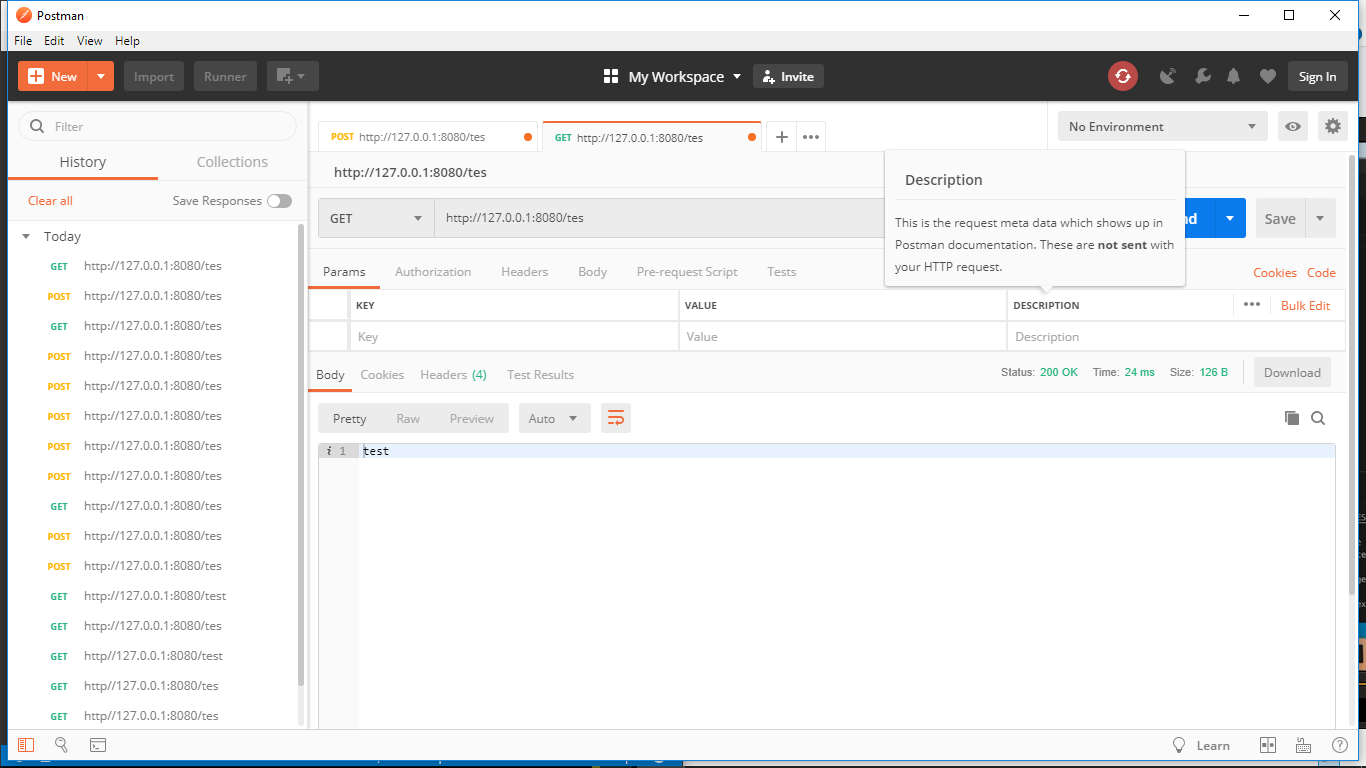 Postman
File Edit View Help
New Import Runner My Workspace Invite Sign In
Filter
History Collections
Clear all Save Responses
Today
GET http://127.0.0.1:8080/tes
POST http://127.0.0.1:8080/tes
GET http://127.0.0.1:8080/tes
POST http://127.0.0.1:8080/tes
POST http://127.0.0.1:8080/tes
POST http://127.0.0.1:8080/tes
POST http://127.0.0.1:8080/tes
POST http://127.0.0.1:8080/tes
GET http://127.0.0.1:8080/tes
POST http://127.0.0.1:8080/tes
POST http://127.0.0.1:8080/tes
GET http://127.0.0.1:8080/test
GET http://127.0.0.1:8080/tes
GET http//127.0.0.1:8080/test
GET http//127.0.0.1:8080/tes
GET http//127.0.0.1:8080/tes
POST http://127.0.0.1:8080/tes GET http://127.0.0.1:8080/tes No Environment
http://127.0.0.1:8080/tes
GET http://127.0.0.1:8080/tes nd Save
Description
This is the request meta data which shows up in
Postman documentation. These are not sent with
your HTTP request.
Params Authorization Headers Body Pre-request Script Tests Cookies Code
KEY VALUE DESCRIPTION Bulk Edit
Key Value Description
Body Cookies Headers (4) Test Results Status: 200 OK Time: 24 ms Size: 126 B Download
Pretty Raw Preview Auto
i 1 test
Learn